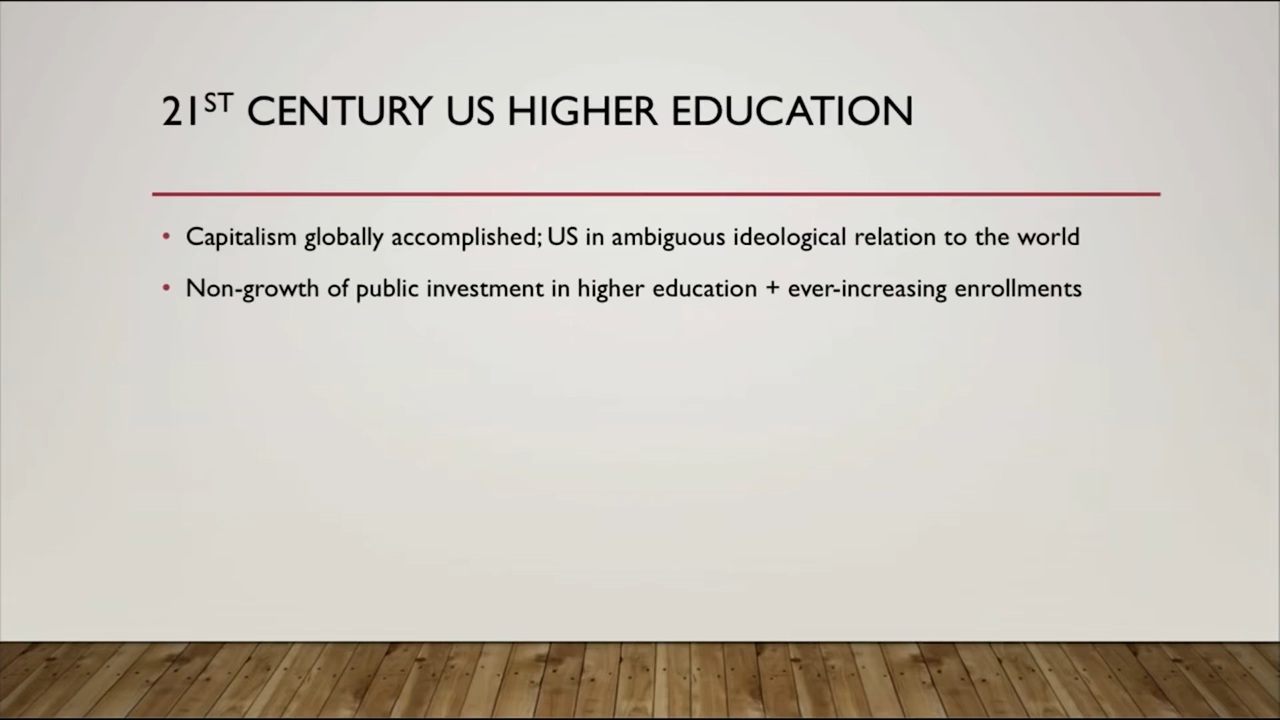 21ST CENTURY US HIGHER EDUCATION
• Capitalism globally accomplished; US in ambiguous ideological relation to the world
• Non-growth of public investment in higher education + ever-increasing enrollments